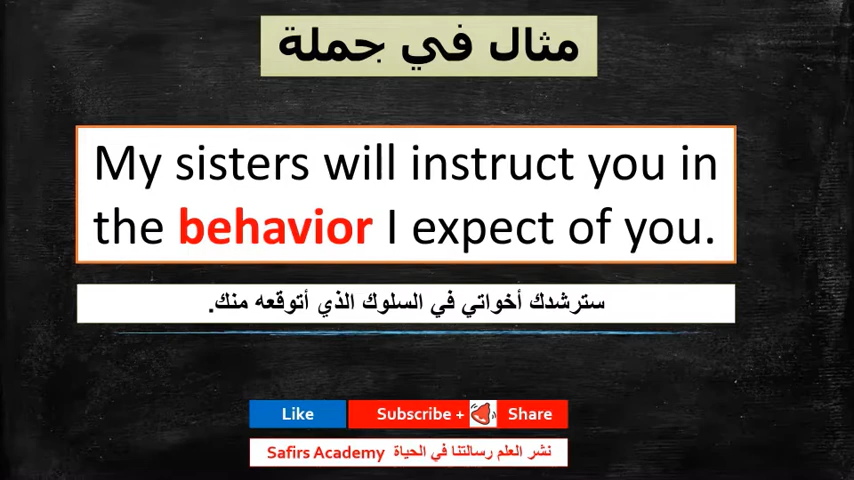 مثال في جملة
My sisters will instruct you in
the behavior I expect of you.
سترشدك أخواتي في السلوك الذي أتوقعه منك.
Like Subscribe + Share
Safirs Academy نشر العلم رسالتنا في الحياة